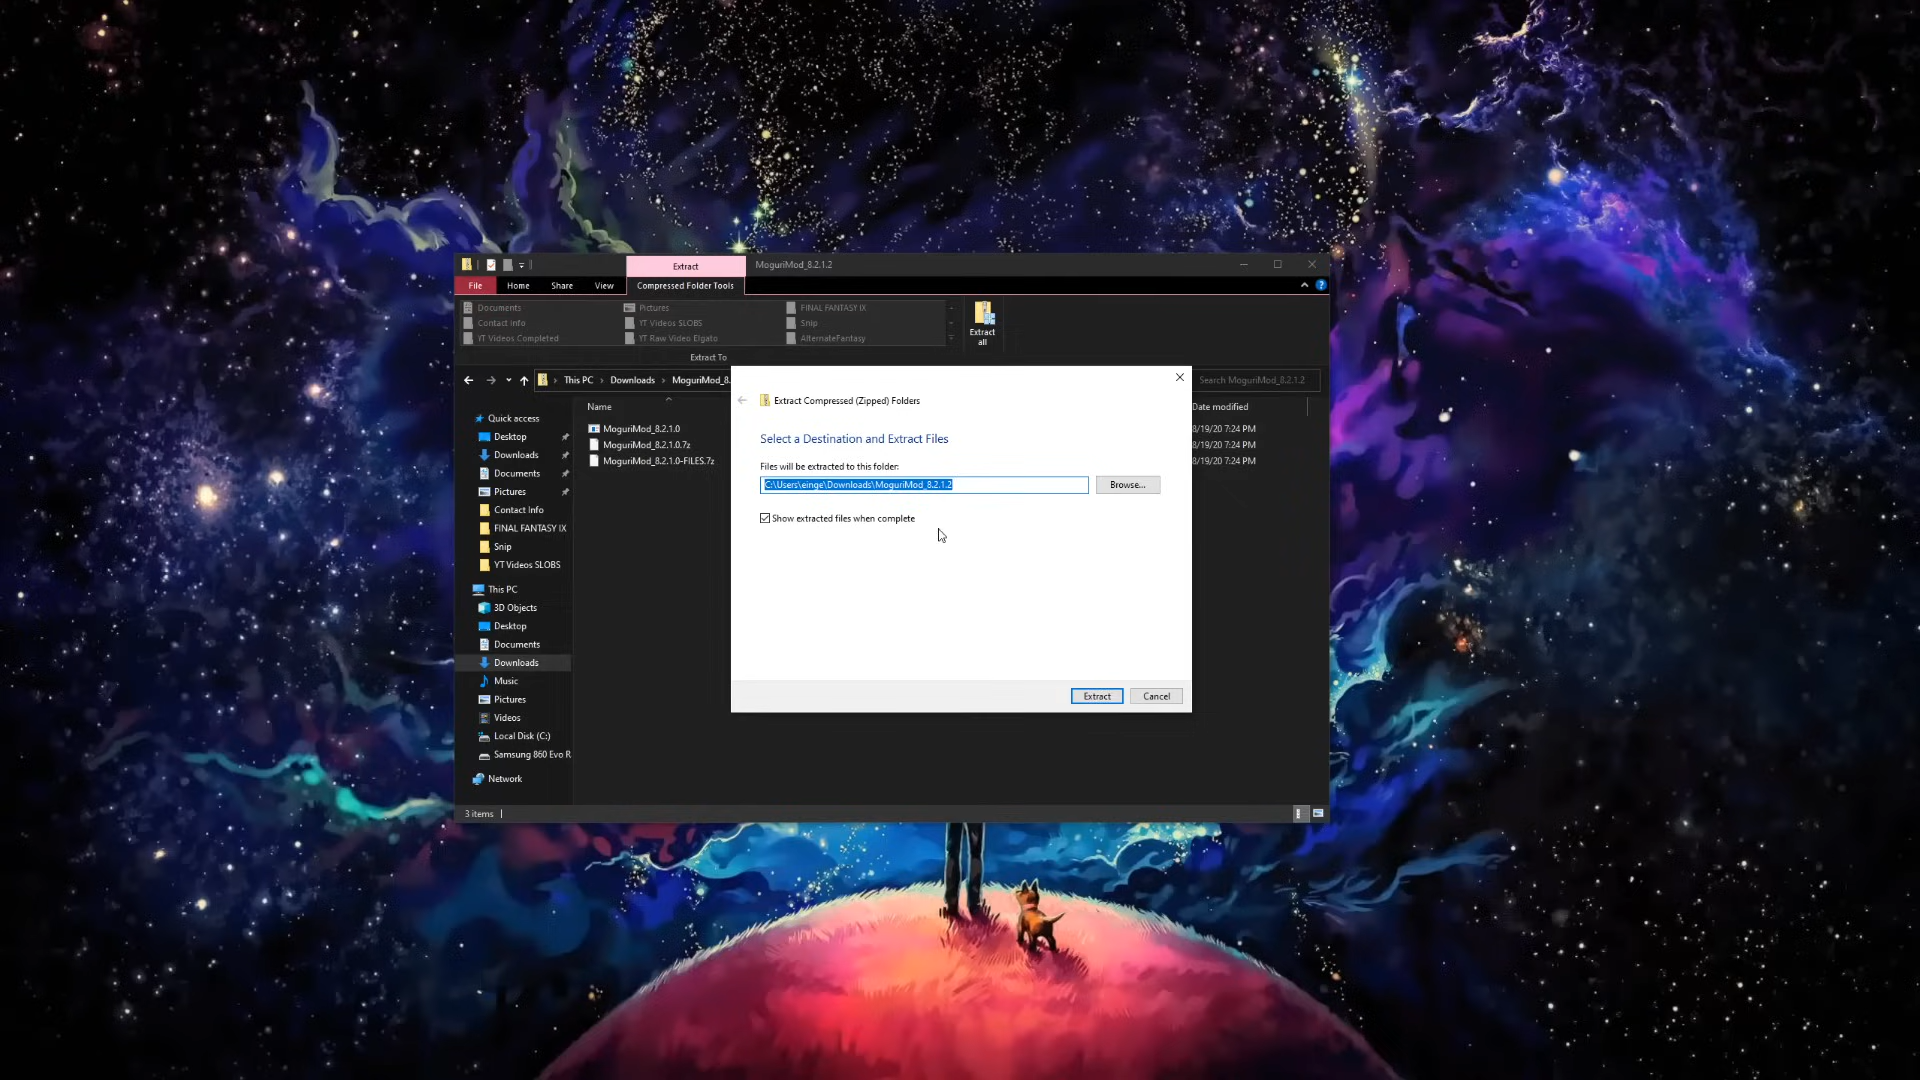 Extract
MoguriMod_8.2.1.2
File
Home
Share
View
Compressed Folder Tools
Documents
Pictures
FINAL FANTASY IX
Contact Info
YT Videos SLOBS
Snip
YT Videos Completed
YT Raw Video Elgato
AlternateFantasy
Extract
all
Extract To
This PC
Downloads
MoguriMod_8.
Search MoguriMod_8.2.1.2
Name
Date modified
MoguriMod_8.2.1.0
8/19/20 7:24 PM
MoguriMod_8.2.1.0.7z
8/19/20 7:24 PM
MoguriMod_8.2.1.0-FILES.7z
8/19/20 7:24 PM
Quick access
Desktop
Downloads
Documents
Pictures
Contact Info
FINAL FANTASY IX
Snip
YT Videos SLOBS
This PC
3D Objects
Desktop
Documents
Downloads
Music
Pictures
Videos
Local Disk (C:)
Samsung 860 Evo R
Network
3 items
Extract Compressed (Zipped) Folders
Select a Destination and Extract Files
Files will be extracted to this folder:
C:\Users\einge\Downloads\MoguriMod_8.2.1.2
Browse...
Show extracted files when complete
Extract
Cancel